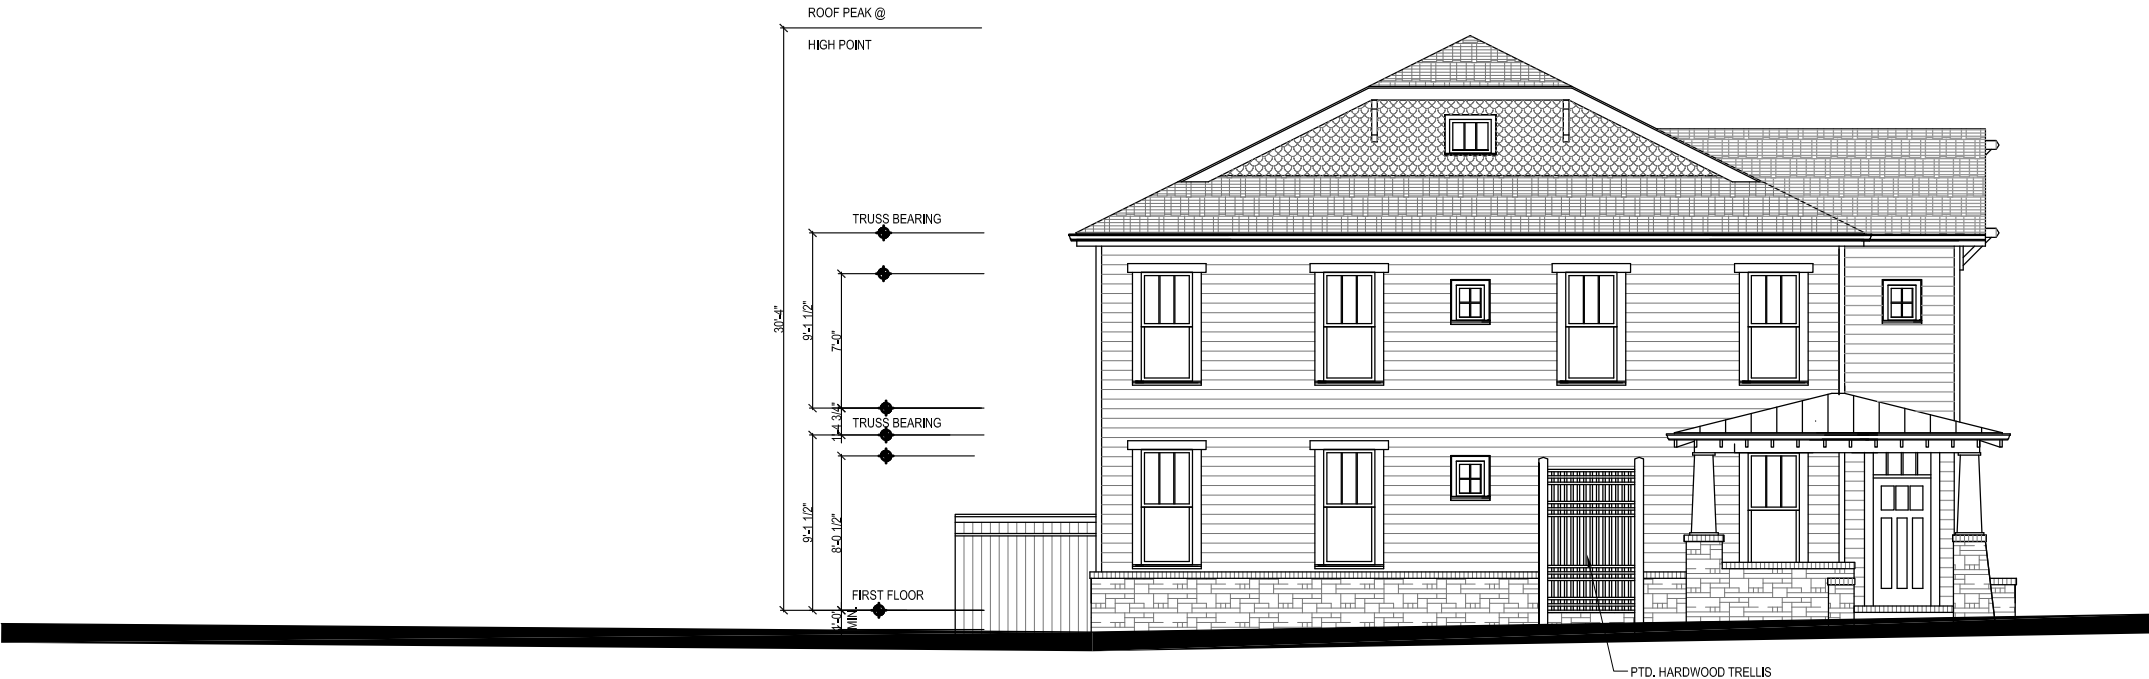 ROOF PEAK @
HIGH POINT
TRUSS BEARING
30'-4"
9'-1 1/2"
7'-0"
1'-4 3/4"
TRUSS BEARING
9'-1 1/2"
8'-0 1/2"
FIRST FLOOR
1'-0"
MIN.
PTD. HARDWOOD TRELLIS